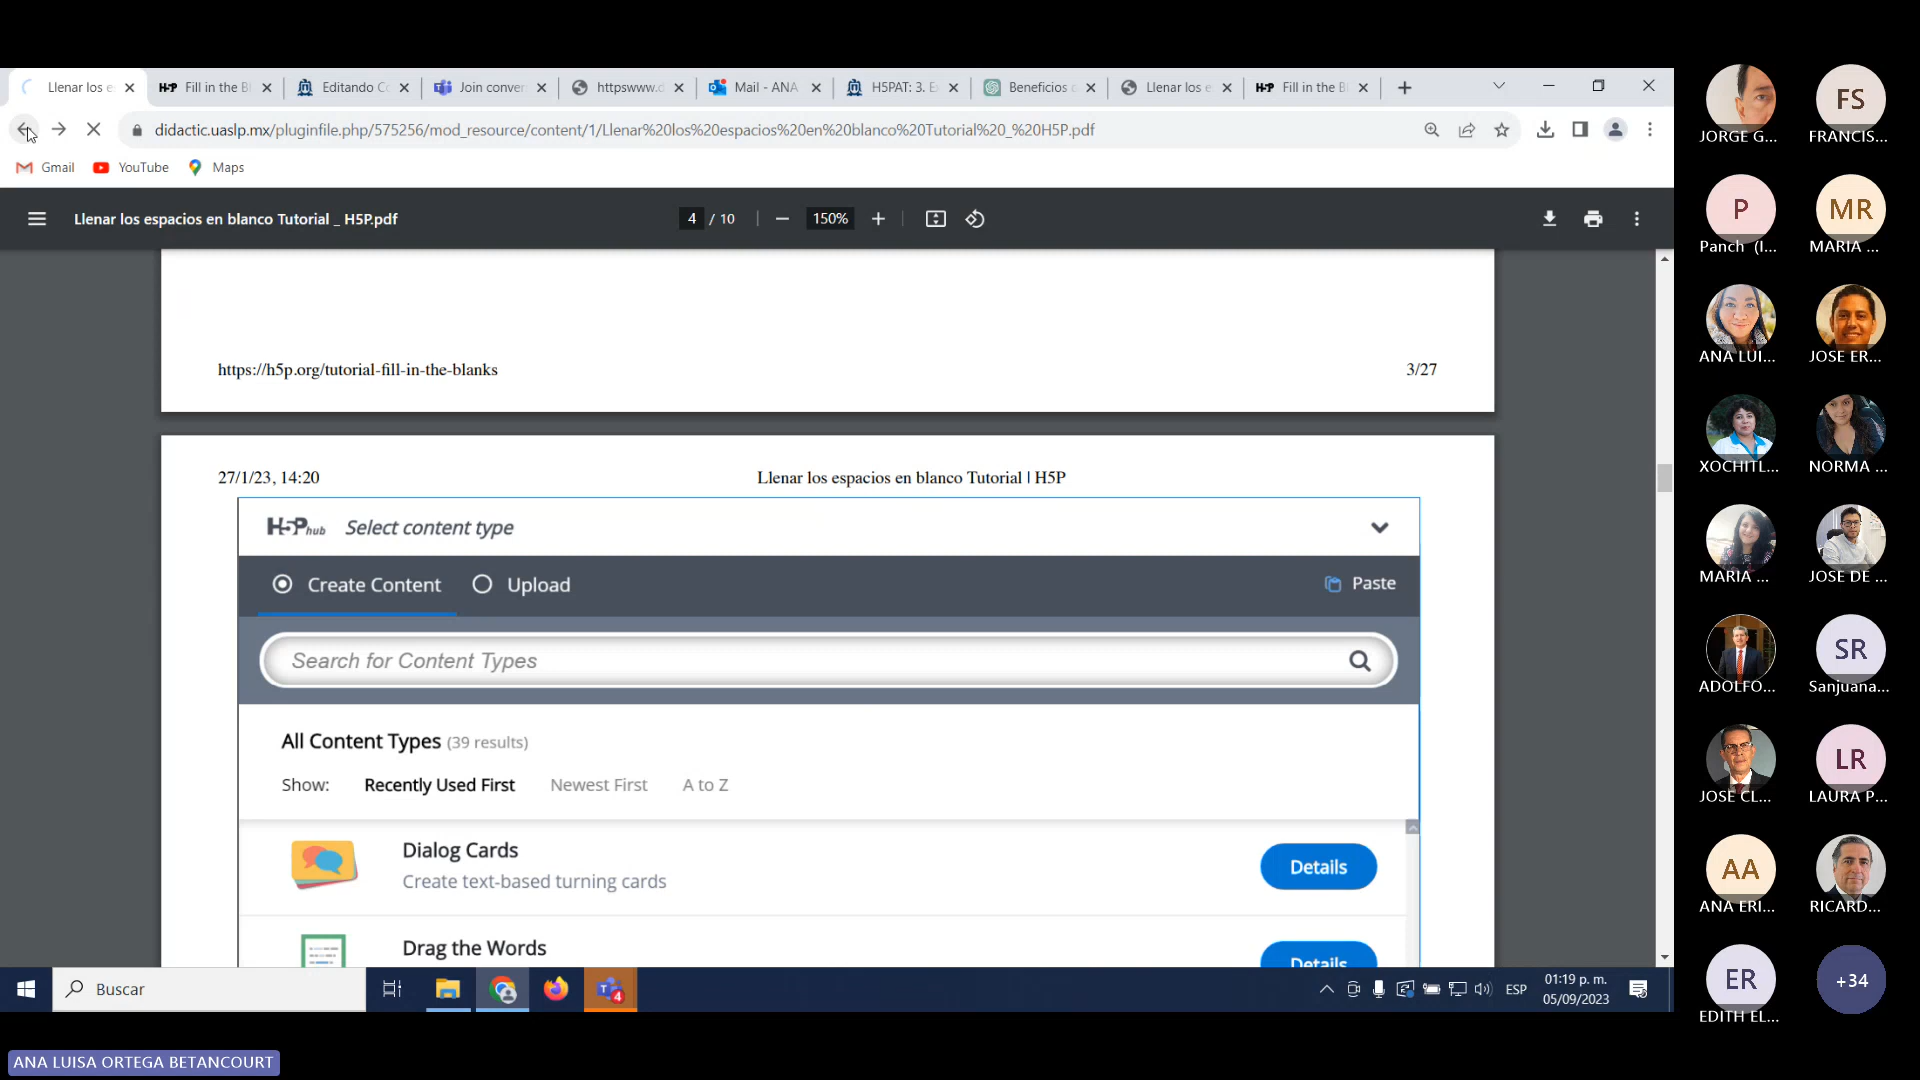 Llenar los e
Fill in the B
Editando C
Join conver
httpswww.d
Mail - ANA
H5PAT: 3. E
Beneficios
Llenar los e
Fill in the B
didactic.uaslp.mx/pluginfile.php/575256/mod_resource/content/1/Llenar%20los%20espacios%20en%20blanco%20Tutorial%20_%20H5P.pdf
Gmail
YouTube
Maps
Llenar los espacios en blanco Tutorial _ H5P.pdf
4 / 10
150%
https://h5p.org/tutorial-fill-in-the-blanks
3/27
27/1/23, 14:20
Llenar los espacios en blanco Tutorial | H5P
H5P hub Select content type
Create Content
Upload
Paste
Search for Content Types
All Content Types (39 results)
Show: Recently Used First Newest First A to Z
Dialog Cards
Create text-based turning cards
Details
Drag the Words
Details
Buscar
4
ESP
01:19 p. m.
05/09/2023
JORGE G...
FS
FRANCIS...
P
Panch (I...
MR
MARIA ...
ANA LUI...
JOSE ER...
XOCHITL...
NORMA ...
MARIA ...
JOSE DE ...
ADOLFO...
SR
Sanjuana...
JOSE CL...
LR
LAURA P...
AA
ANA ERI...
RICARD...
ER
EDITH EL...
+34
ANA LUISA ORTEGA BETANCOURT